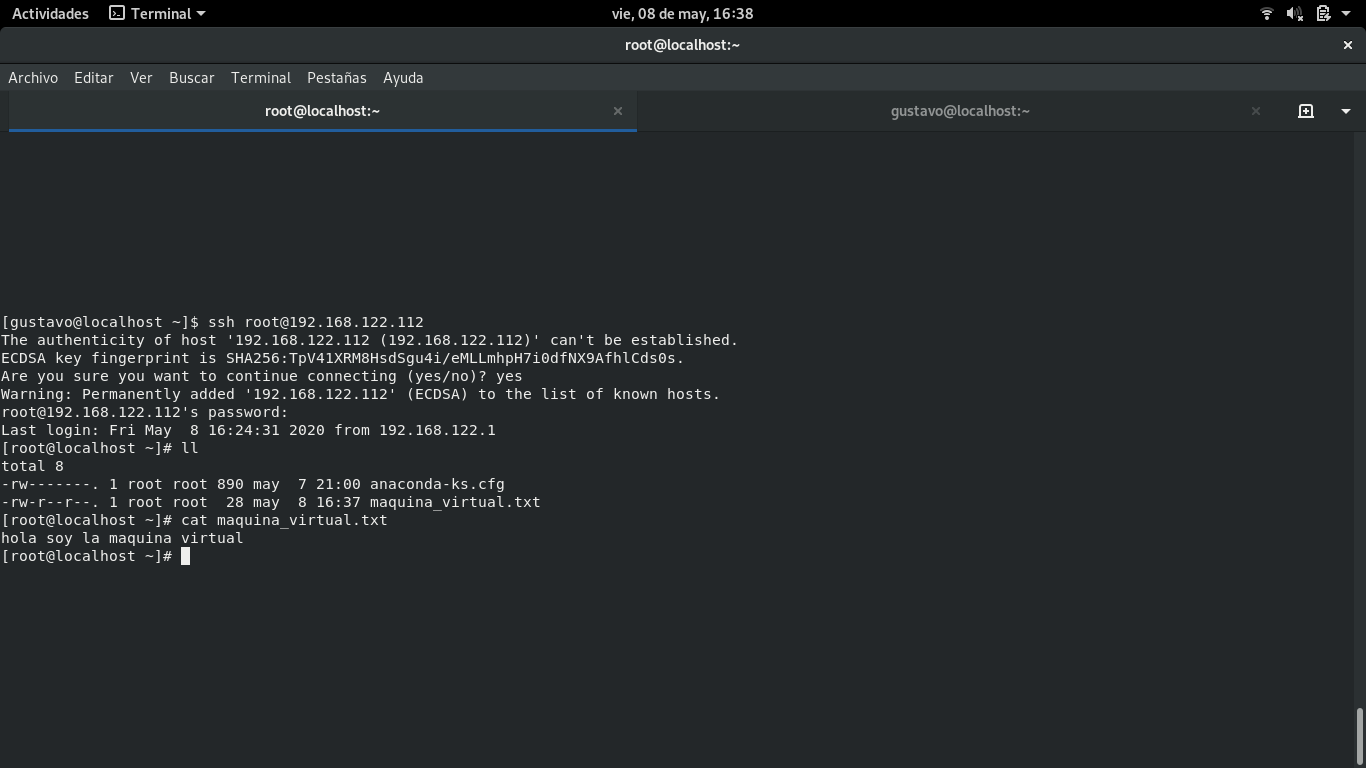 Actividades Terminal vie, 08 de may, 16:38
root@localhost:~
Archivo Editar Ver Buscar Terminal Pestañas Ayuda
root@localhost:~ gustavo@localhost:~
[gustavo@localhost ~]$ ssh root@192.168.122.112
The authenticity of host '192.168.122.112 (192.168.122.112)' can't be established.
ECDSA key fingerprint is SHA256:TpV41XRM8HsdSgu4i/eMLLmhpH7i0dfNX9AfhlCds0s.
Are you sure you want to continue connecting (yes/no)? yes
Warning: Permanently added '192.168.122.112' (ECDSA) to the list of known hosts.
root@192.168.122.112's password:
Last login: Fri May  8 16:24:31 2020 from 192.168.122.1
[root@localhost ~]# ll
total 8
-rw-------. 1 root root 890 may  7 21:00 anaconda-ks.cfg
-rw-r--r--. 1 root root  28 may  8 16:37 maquina_virtual.txt
[root@localhost ~]# cat maquina_virtual.txt
hola soy la maquina virtual
[root@localhost ~]#